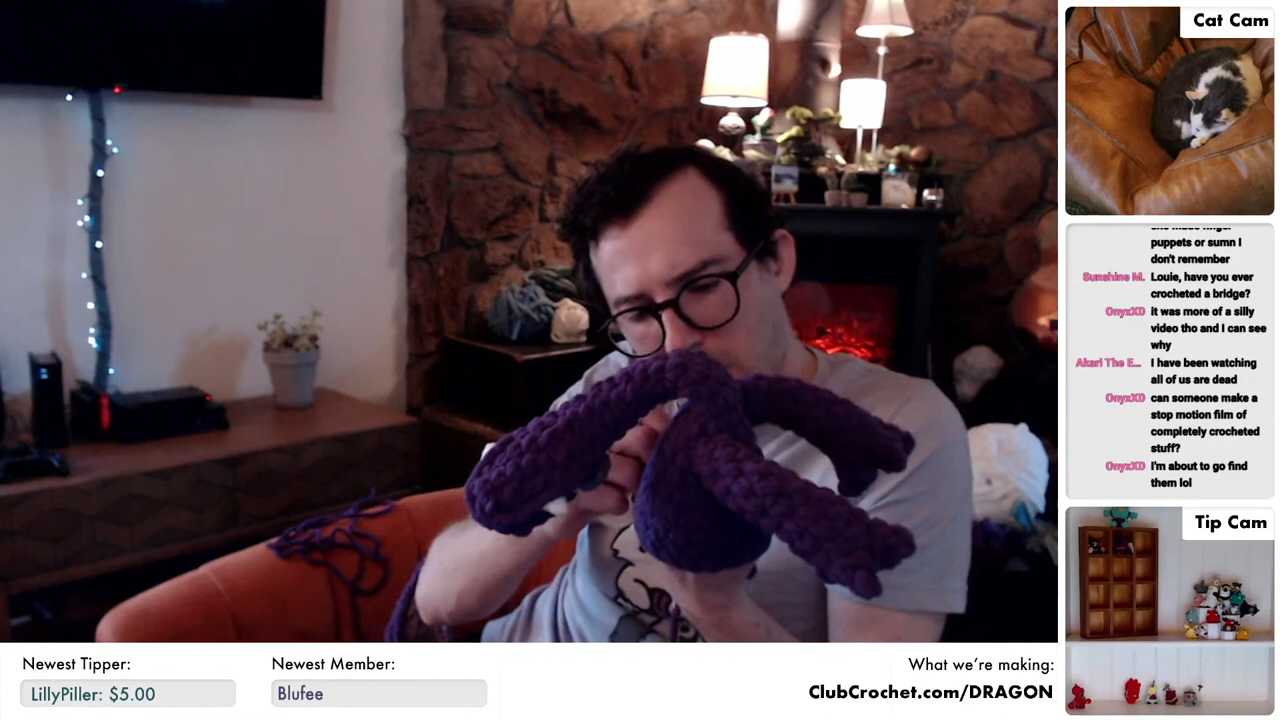 Cat Cam
puppets or sumn I
don't remember
Sunshine M. Louie, have you ever
crocheted a bridge?
OnyxXD it was more of a silly
video tho and I can see
why
Akari The E... I have been watching
all of us are dead
OnyxXD can someone make a
stop motion film of
completely crocheted
stuff?
OnyxXD I'm about to go find
them lol
Tip Cam
Newest Tipper:
LillyPiller: $5.00
Newest Member:
Blufee
What we're making:
ClubCrochet.com/DRAGON